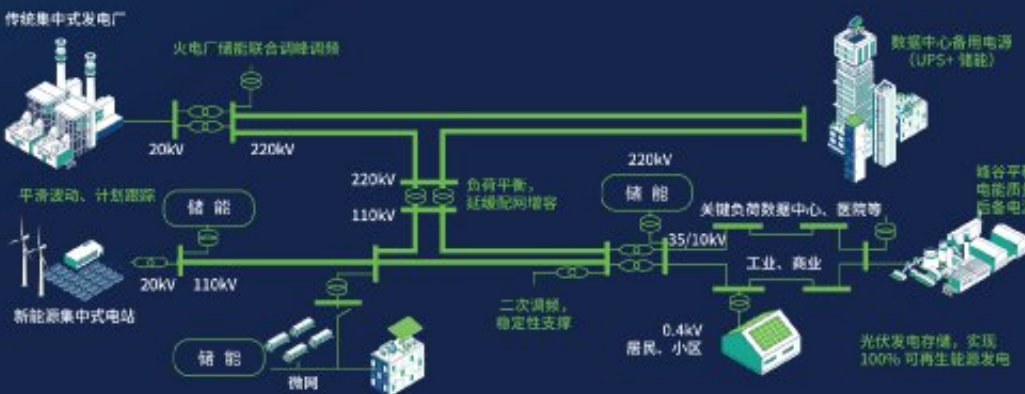 传统集中式发电厂
火电厂储能联合调峰调频
数据中心备用电源
（UPS+ 储能）
20kV
220kV
220kV
110kV
负荷平衡，
延缓配网增容
220kV
储 能
峰谷平
电能质
后备电
平滑波动、计划跟踪
储 能
关键负荷数据中心、医院等
35/10kV
工业、商业
20kV
110kV
新能源集中式电站
二次调频，
稳定性支撑
0.4kV
居民、小区
光伏发电存储，实现
100% 可再生能源发电
储 能
微网